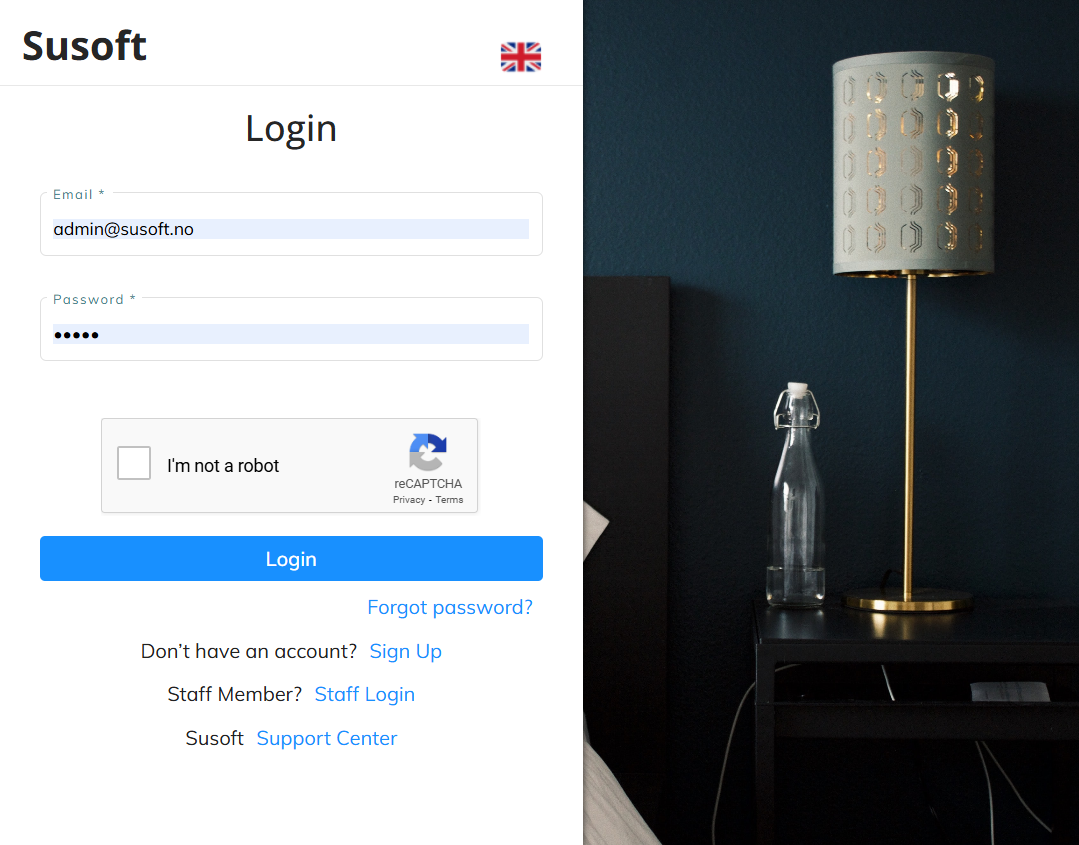 Susoft
Login
Email *
admin@susoft.no
Password *
•••••
I'm not a robot
reCAPTCHA
Privacy - Terms
Login
Forgot password?
Don’t have an account? Sign Up
Staff Member? Staff Login
Susoft Support Center